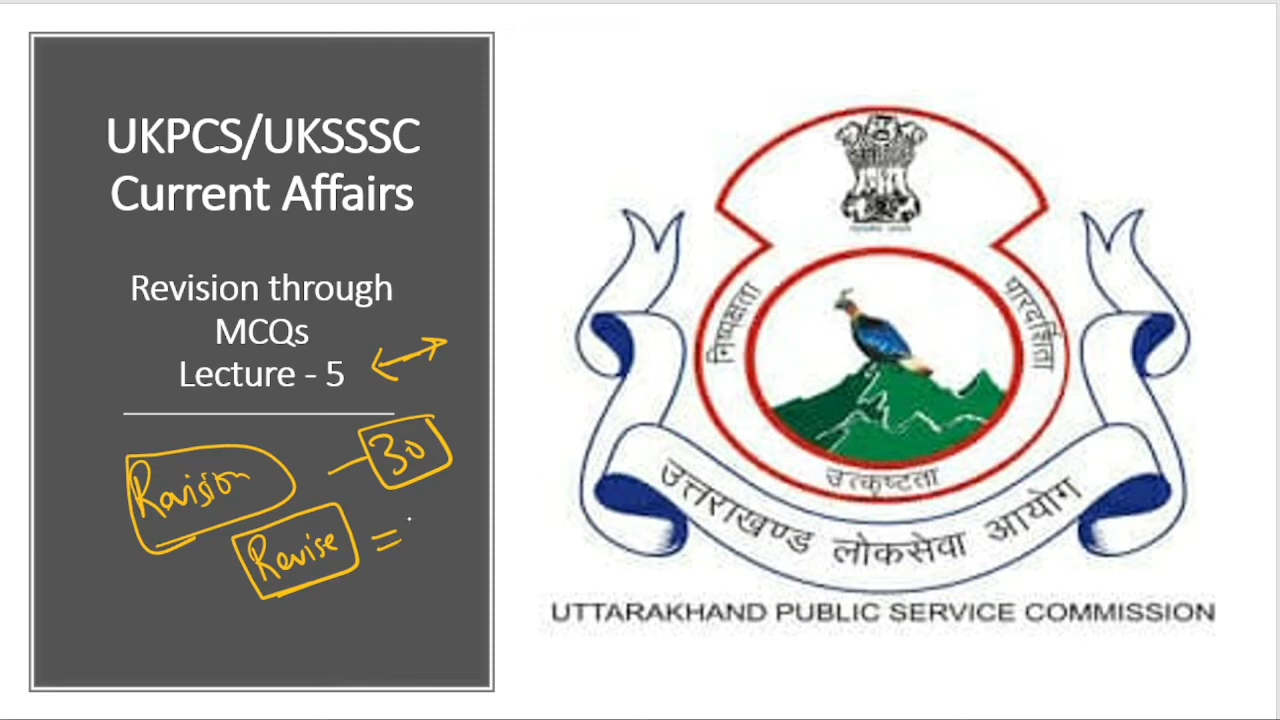 UKPCS/UKSSSC
Current Affairs
Revision through
MCQs
Lecture - 5
Revision - 30
Revise =
निष्पक्षता
पारदर्शिता
उत्कृष्टता
उत्तराखण्ड लोकसेवा आयोग
UTTARAKHAND PUBLIC SERVICE COMMISSION